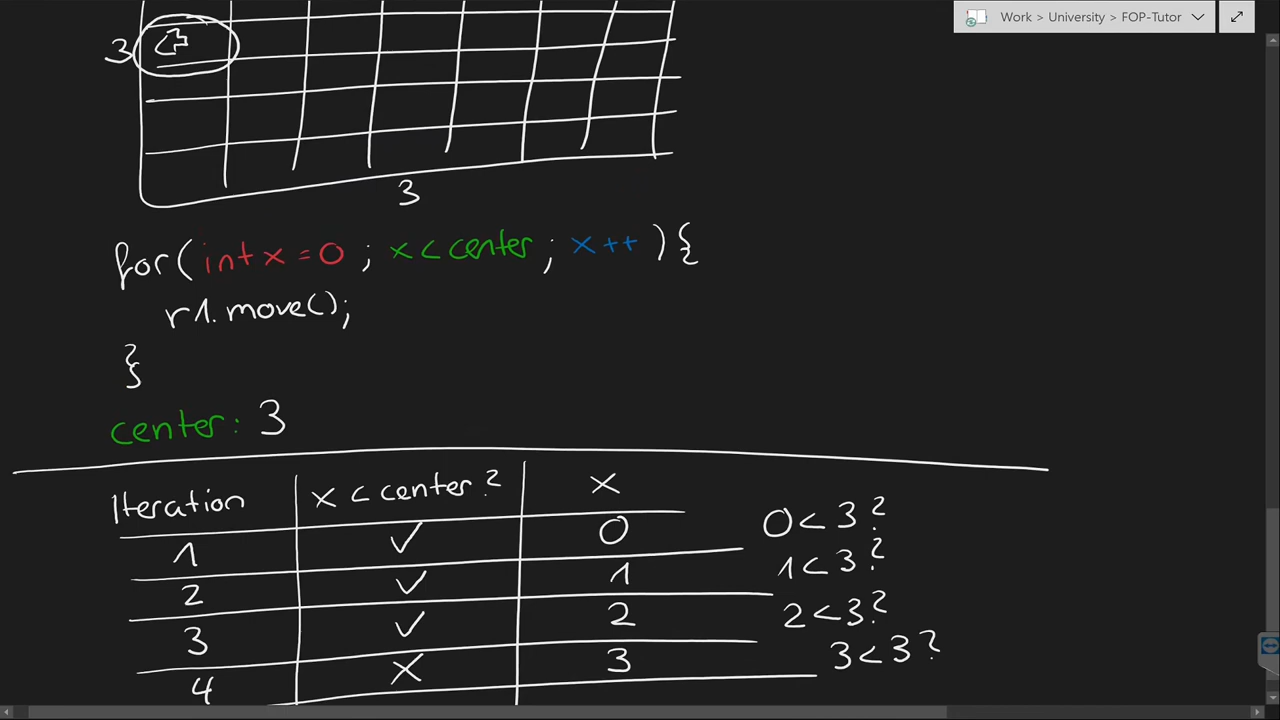 Work > University > FOP-Tutor
3
3
for(int x = 0 ; x < center ; x ++ ){
r1.move();
}
center: 3
Iteration x < center? x
1 ✓ 0 0 < 3?
2 ✓ 1 1 < 3?
3 ✓ 2 2 < 3?
4 X 3 3 < 3?